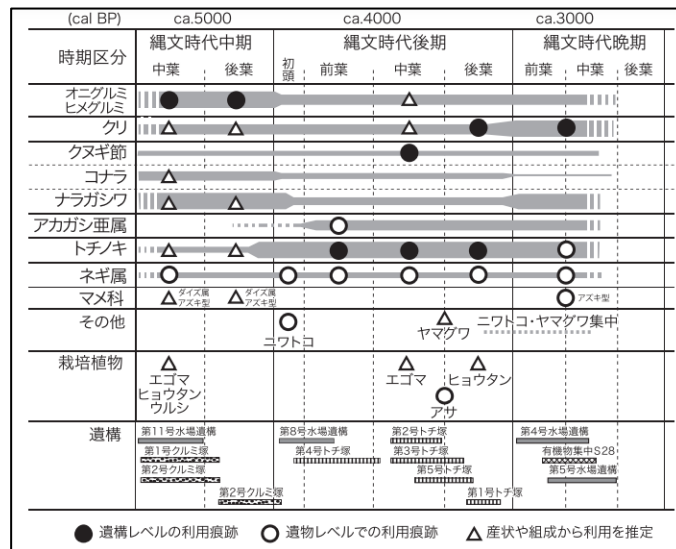 (cal BP) ca.5000 ca.4000 ca.3000
時期区分 縄文時代中期 縄文時代後期 縄文時代晩期
中葉 後葉 初頭 前葉 中葉 後葉 前葉 中葉 後葉
オニグルミ
ヒメグルミ
クリ
クヌギ節
コナラ
ナラガシワ
アカガシ亜属
トチノキ
ネギ属
マメ科 ダイズ属 アズキ型 ダイズ属 アズキ型 アズキ型
その他 ニワトコ ヤマグワ ニワトコ・ヤマグワ集中
栽培植物 エゴマ エゴマ ヒョウタン
ヒョウタン
ウルシ アサ
遺構 第11号水場遺構 第8号水場遺構 第2号トチ塚 第4号水場遺構
第1号クルミ塚 第4号トチ塚 第3号トチ塚 有機物集中S28
第2号クルミ塚 第5号トチ塚 第5号水場遺構
第2号クルミ塚 第1号トチ塚
遺構レベルの利用痕跡 遺物レベルでの利用痕跡 産状や組成から利用を推定